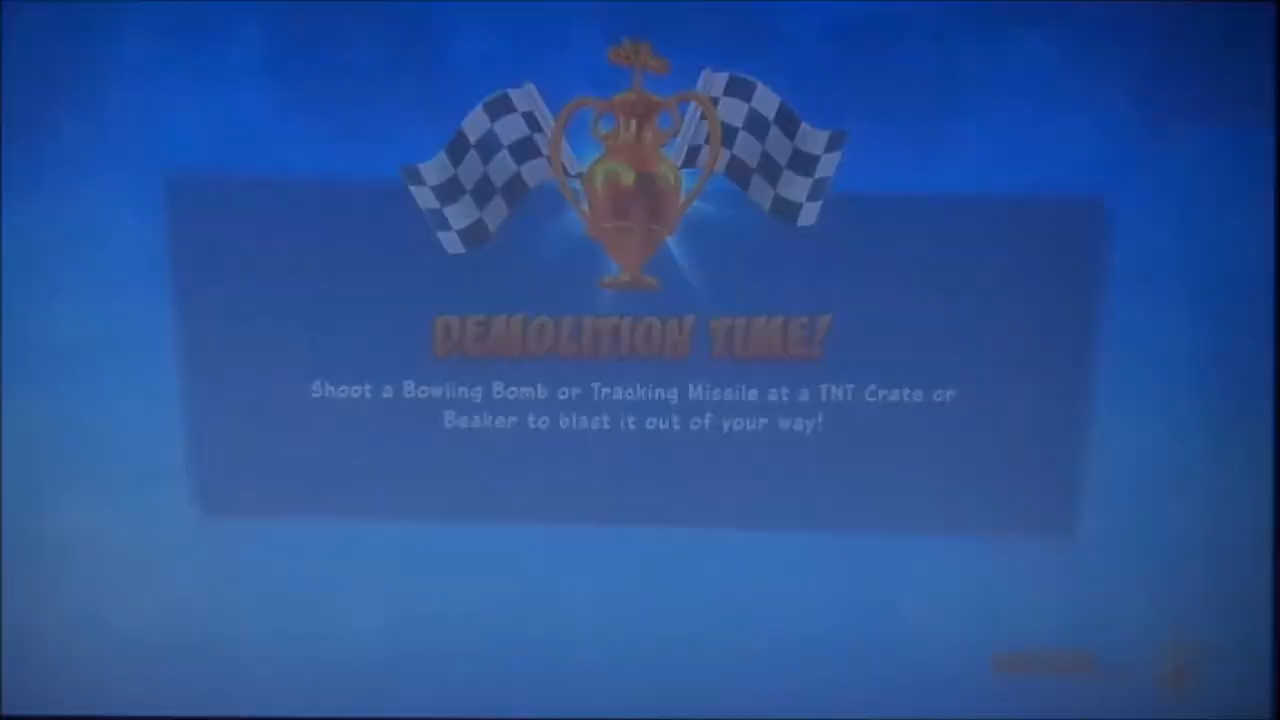 DEMOLITION TIME!
Shoot a Bowling Bomb or Tracking Missile at a TNT Crate or
Beaker to blast it out of your way!